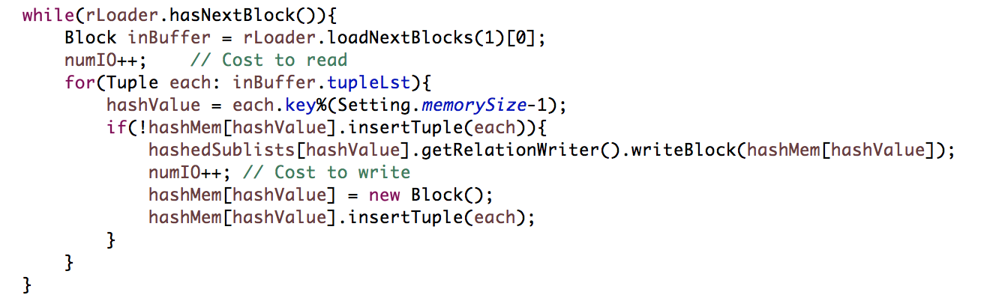 while(rLoader.hasNextBlock()){
    Block inBuffer = rLoader.loadNextBlocks(1)[0];
    numIO++;    // Cost to read
    for(Tuple each: inBuffer.tupleLst){
        hashValue = each.key%(Setting.memorySize-1);
        if(!hashMem[hashValue].insertTuple(each)){
            hashedSublists[hashValue].getRelationWriter().writeBlock(hashMem[hashValue]);
            numIO++; // Cost to write
            hashMem[hashValue] = new Block();
            hashMem[hashValue].insertTuple(each);
        }
    }
}